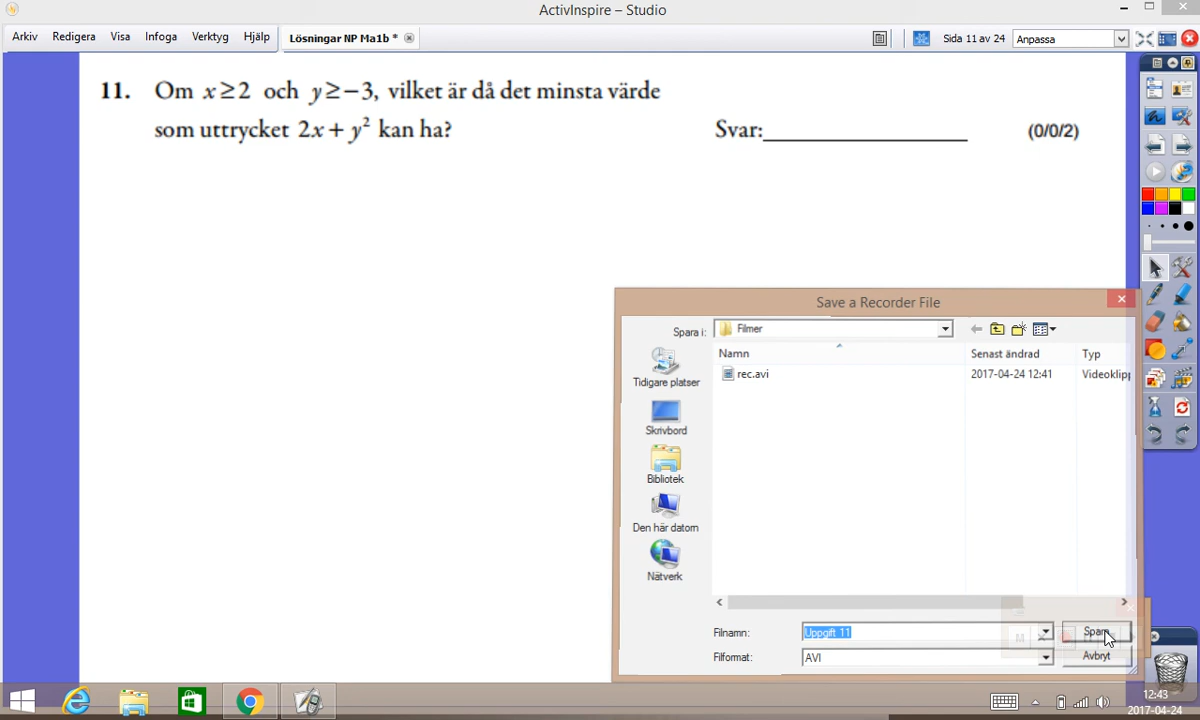 ActivInspire – Studio
Arkiv Redigera Visa Infoga Verktyg Hjälp
Lösningar NP Ma1b *
Sida 11 av 24
Anpassa
11. Om x≥2 och y≥−3, vilket är då det minsta värde
som uttrycket 2x + y² kan ha?
Svar:
(0/0/2)
Save a Recorder File
Spara i: Filmer
Namn Senast ändrad Typ
rec.avi 2017-04-24 12:41 Videoklipp
Tidigare platser
Skrivbord
Bibliotek
Den här datorn
Nätverk
Filnamn: Uppgift 11 Spara
Filformat: AVI Avbryt
12:43
2017-04-24